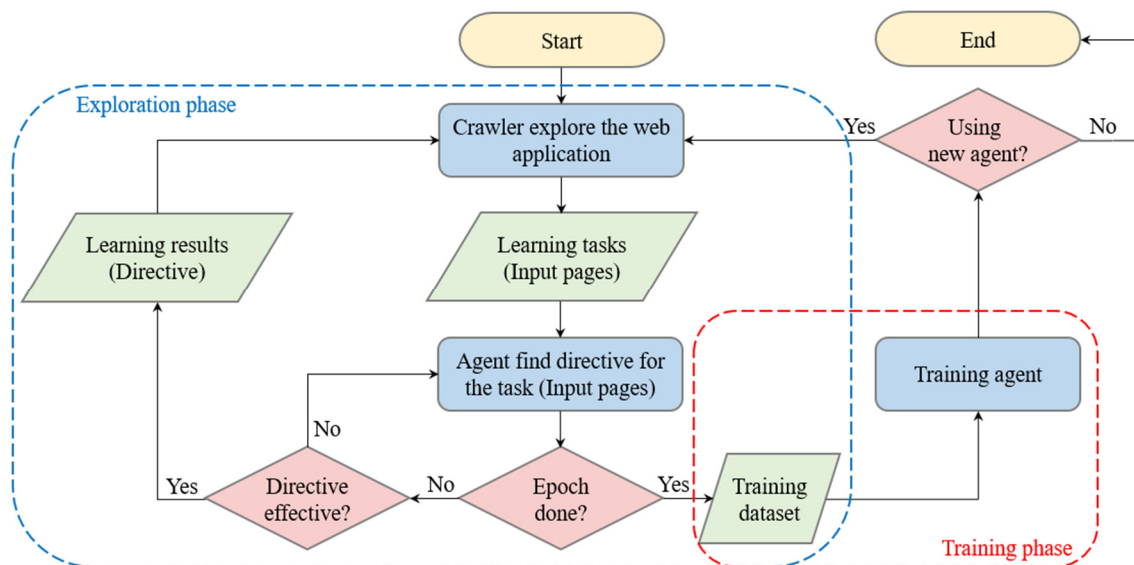 Start
End
Exploration phase
Crawler explore the web
application
Yes
Using
new agent?
No
Learning results
(Directive)
Learning tasks
(Input pages)
Agent find directive for
the task (Input pages)
Training agent
No
Yes
Directive
effective?
No
Epoch
done?
Yes
Training
dataset
Training phase